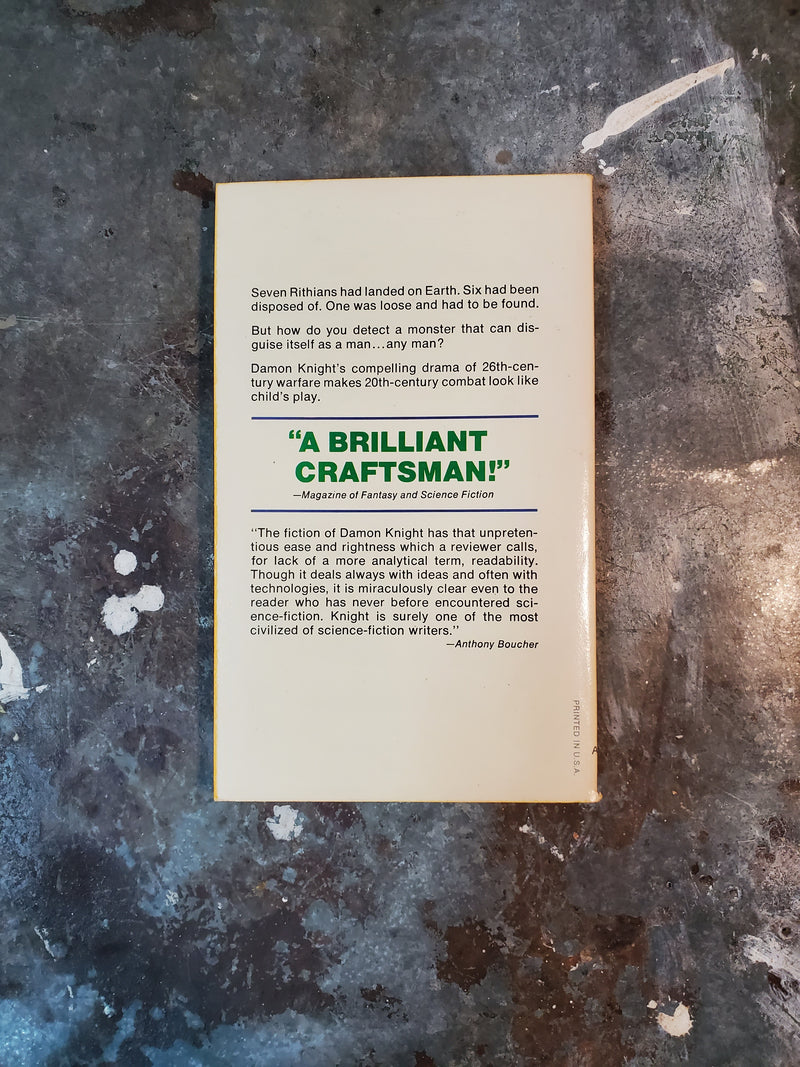 Seven Rithians had landed on Earth. Six had been
disposed of. One was loose and had to be found.
But how do you detect a monster that can dis-
guise itself as a man...any man?
Damon Knight's compelling drama of 26th-cen-
tury warfare makes 20th-century combat look like
child's play.
"A BRILLIANT
CRAFTSMAN!"
—Magazine of Fantasy and Science Fiction
"The fiction of Damon Knight has that unpreten-
tious ease and rightness which a reviewer calls,
for lack of a more analytical term, readability.
Though it deals always with ideas and often with
technologies, it is miraculously clear even to the
reader who has never before encountered sci-
ence-fiction. Knight is surely one of the most
civilized of science-fiction writers."
—Anthony Boucher
PRINTED IN U.S.A.
A